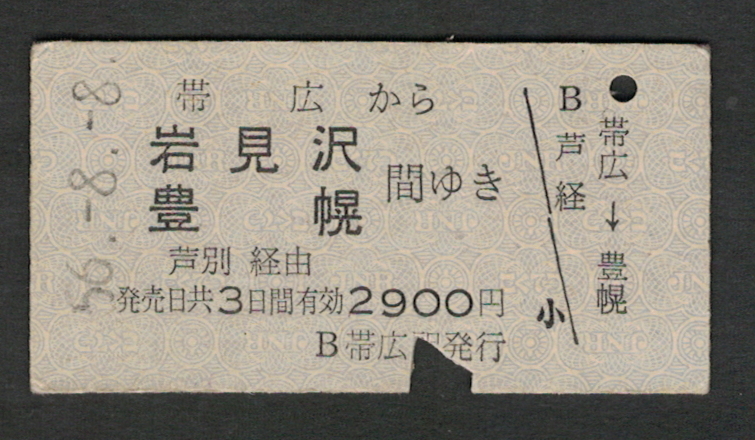 56.-8.-8.
帯広から
岩見沢
豊幌
間ゆき
芦別経由
発売日共3日間有効2900円
B帯広駅発行
B
芦経
小
帯広→豊幌